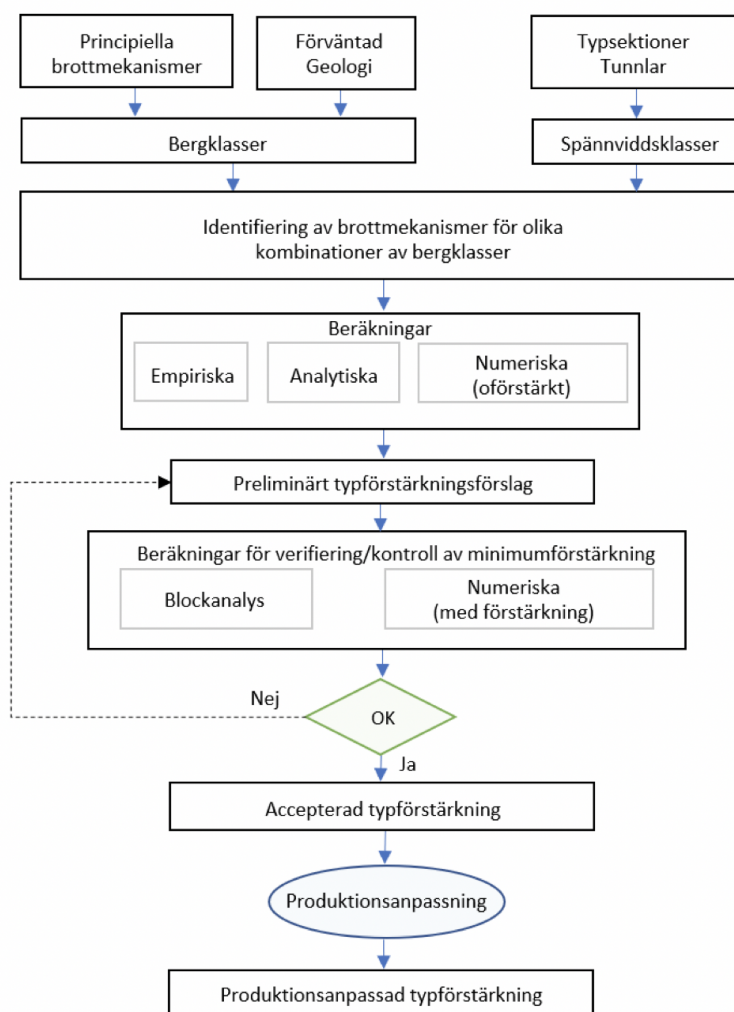 Principiella
brottmekanismer
Förväntad
Geologi
Typsektioner
Tunnlar
Bergklasser
Spännviddsklasser
Identifiering av brottmekanismer för olika
kombinationer av bergklasser
Beräkningar
Empiriska
Analytiska
Numeriska
(oförstärkt)
Preliminärt typförstärkningsförslag
Beräkningar för verifiering/kontroll av minimumförstärkning
Blockanalys
Numeriska
(med förstärkning)
Nej
OK
Ja
Accepterad typförstärkning
Produktionsanpassning
Produktionsanpassad typförstärkning